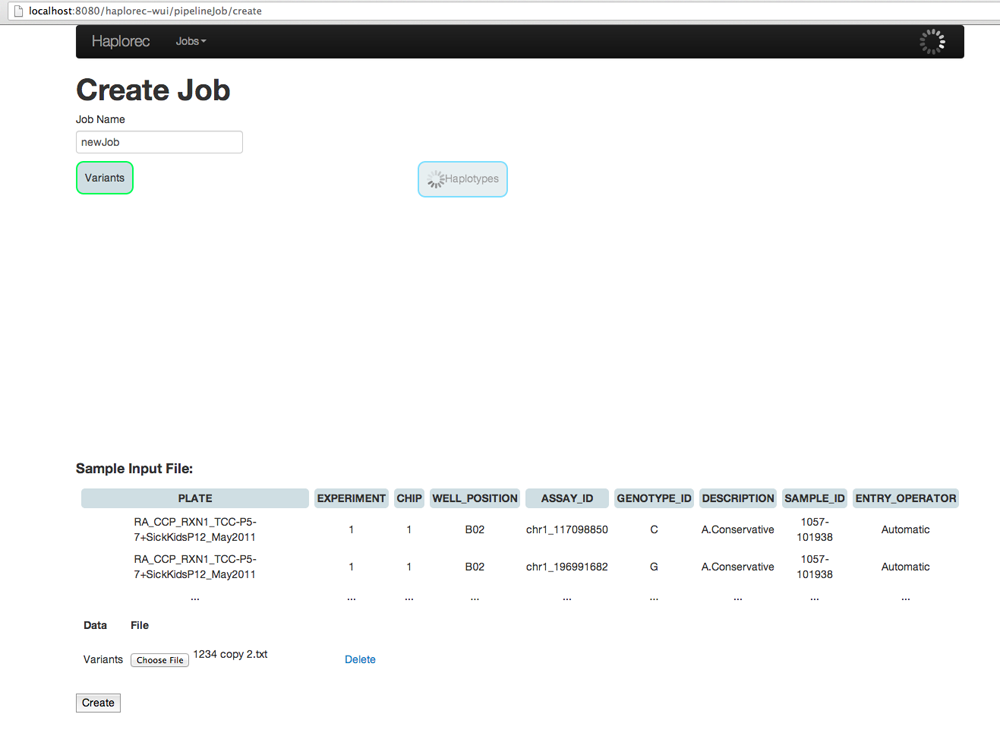 localhost:8080/haplorec-wui/pipelineJob/create
Haplorec Jobs
Create Job
Job Name
newJob
Variants Haplotypes
Sample Input File:
PLATE EXPERIMENT CHIP WELL_POSITION ASSAY_ID GENOTYPE_ID DESCRIPTION SAMPLE_ID ENTRY_OPERATOR
RA_CCP_RXN1_TCC-P5-7+SickKidsP12_May2011 1 1 B02 chr1_117098850 C A.Conservative 1057-101938 Automatic
RA_CCP_RXN1_TCC-P5-7+SickKidsP12_May2011 1 1 B02 chr1_196991682 G A.Conservative 1057-101938 Automatic
... ... ... ... ... ... ... ... ...
Data File
Variants Choose File 1234 copy 2.txt Delete
Create